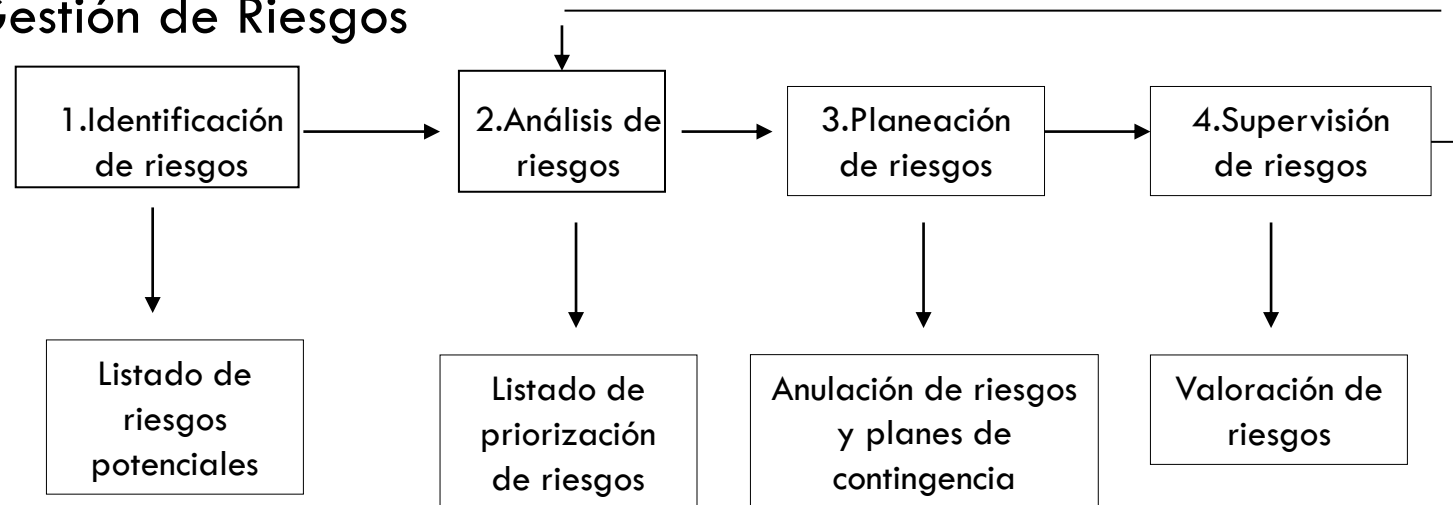 Gestión de Riesgos
1.Identificación
de riesgos
2.Análisis de
riesgos
3.Planeación
de riesgos
4.Supervisión
de riesgos
Listado de
riesgos
potenciales
Listado de
priorización
de riesgos
Anulación de riesgos
y planes de
contingencia
Valoración de
riesgos